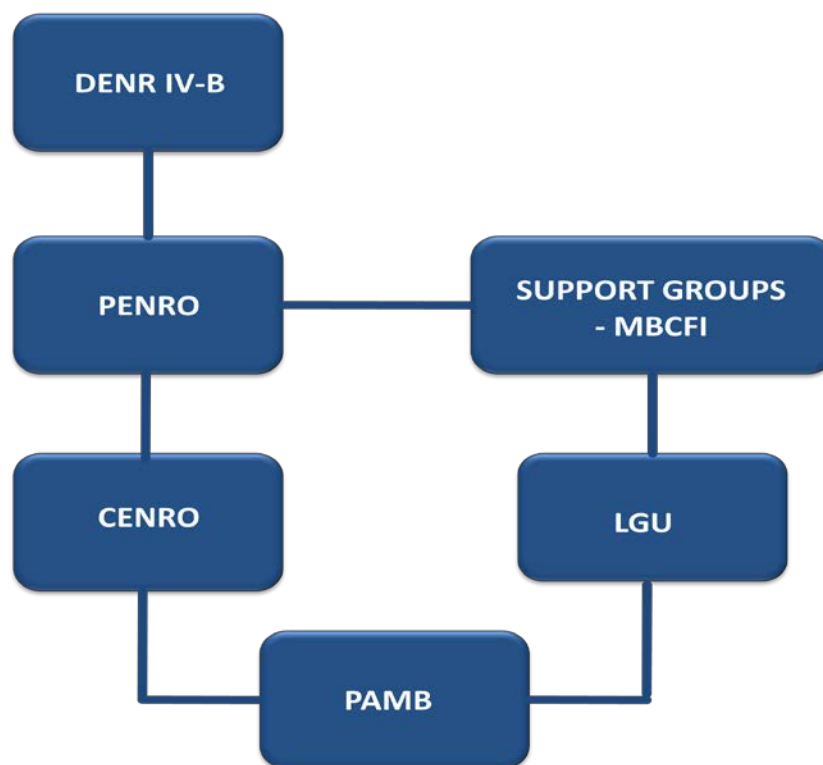 DENR IV-B
PENRO
SUPPORT GROUPS
- MBCFI
CENRO
LGU
PAMB